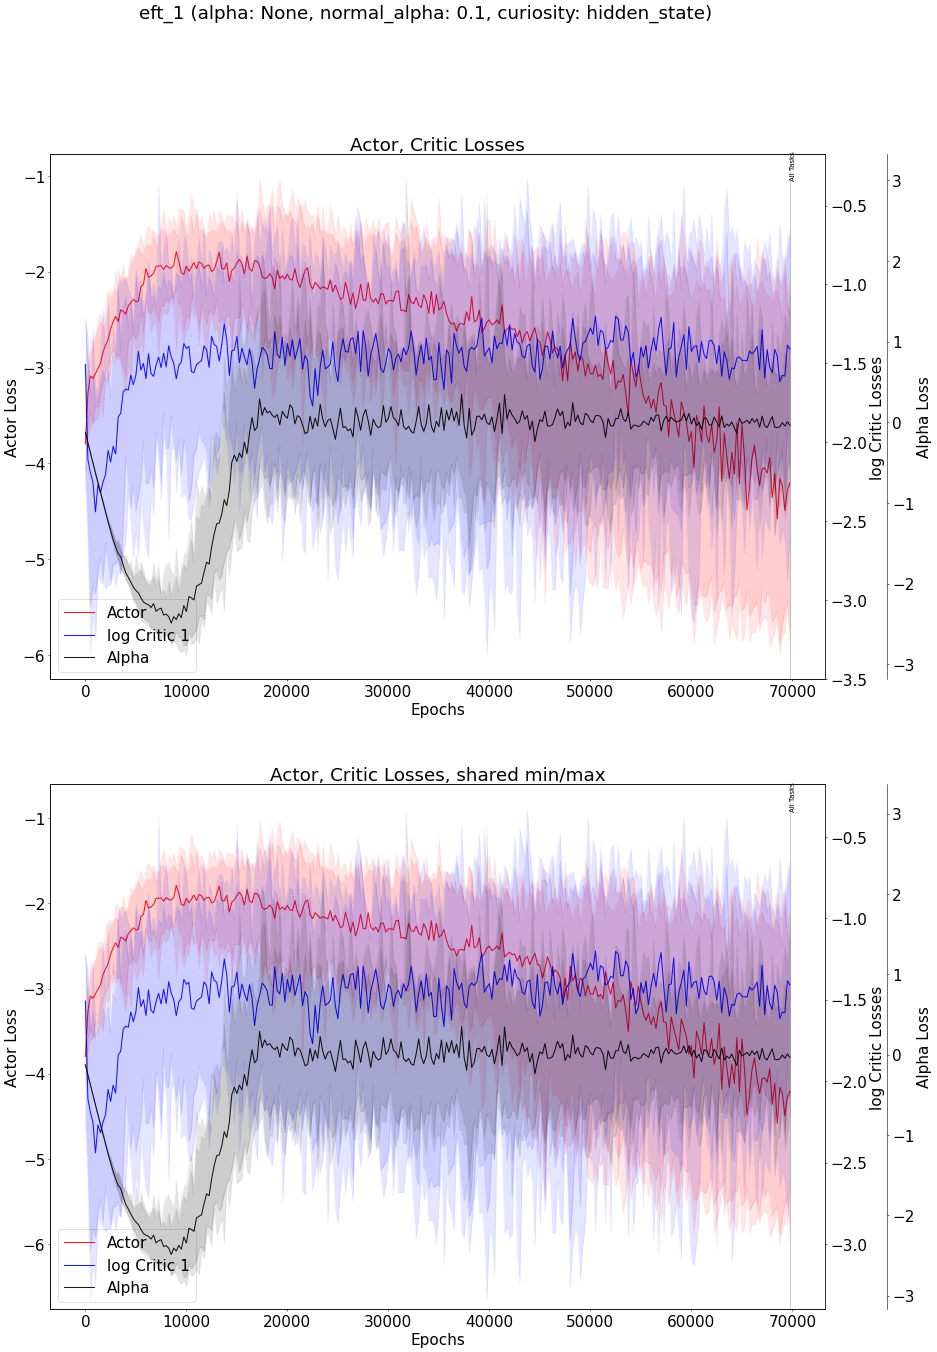 eft_1 (alpha: None, normal_alpha: 0.1, curiosity: hidden_state)
Actor, Critic Losses
All Tasks
−1
−2
−3
−4
−5
−6
Actor Loss
−0.5
−1.0
−1.5
−2.0
−2.5
−3.0
−3.5
log Critic Losses
3
2
1
0
−1
−2
−3
Alpha Loss
Actor
log Critic 1
Alpha
0
10000
20000
30000
40000
50000
60000
70000
Epochs
Actor, Critic Losses, shared min/max
All Tasks
−1
−2
−3
−4
−5
−6
Actor Loss
−0.5
−1.0
−1.5
−2.0
−2.5
−3.0
log Critic Losses
3
2
1
0
−1
−2
−3
Alpha Loss
Actor
log Critic 1
Alpha
0
10000
20000
30000
40000
50000
60000
70000
Epochs